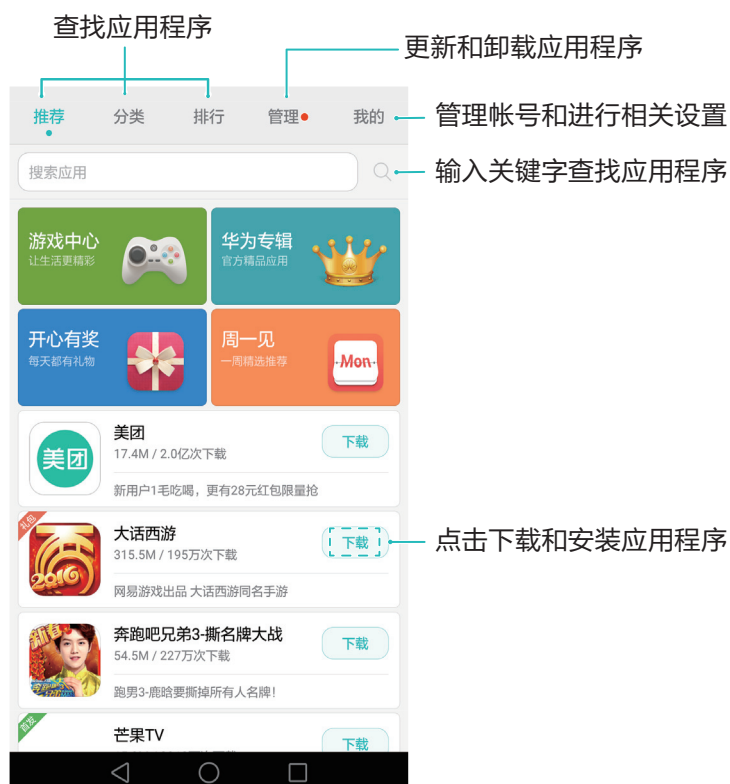 查找应用程序
更新和卸载应用程序
推荐 分类 排行 管理 我的
管理帐号和进行相关设置
搜索应用
输入关键字查找应用程序
游戏中心
让生活更精彩
华为专辑
官方精品应用
开心有奖
每天都有礼物
周一见
一周精选推荐
Mon
美团
美团
17.4M / 2.0亿次下载
下载
新用户1毛吃喝，更有28元红包限量抢
礼包
2016
大话西游
315.5M / 195万次下载
下载
点击下载和安装应用程序
网易游戏出品 大话西游同名手游
新春
奔跑吧兄弟3-撕名牌大战
54.5M / 227万次下载
下载
跑男3-鹿晗要撕掉所有人名牌！
首发
芒果TV
下载